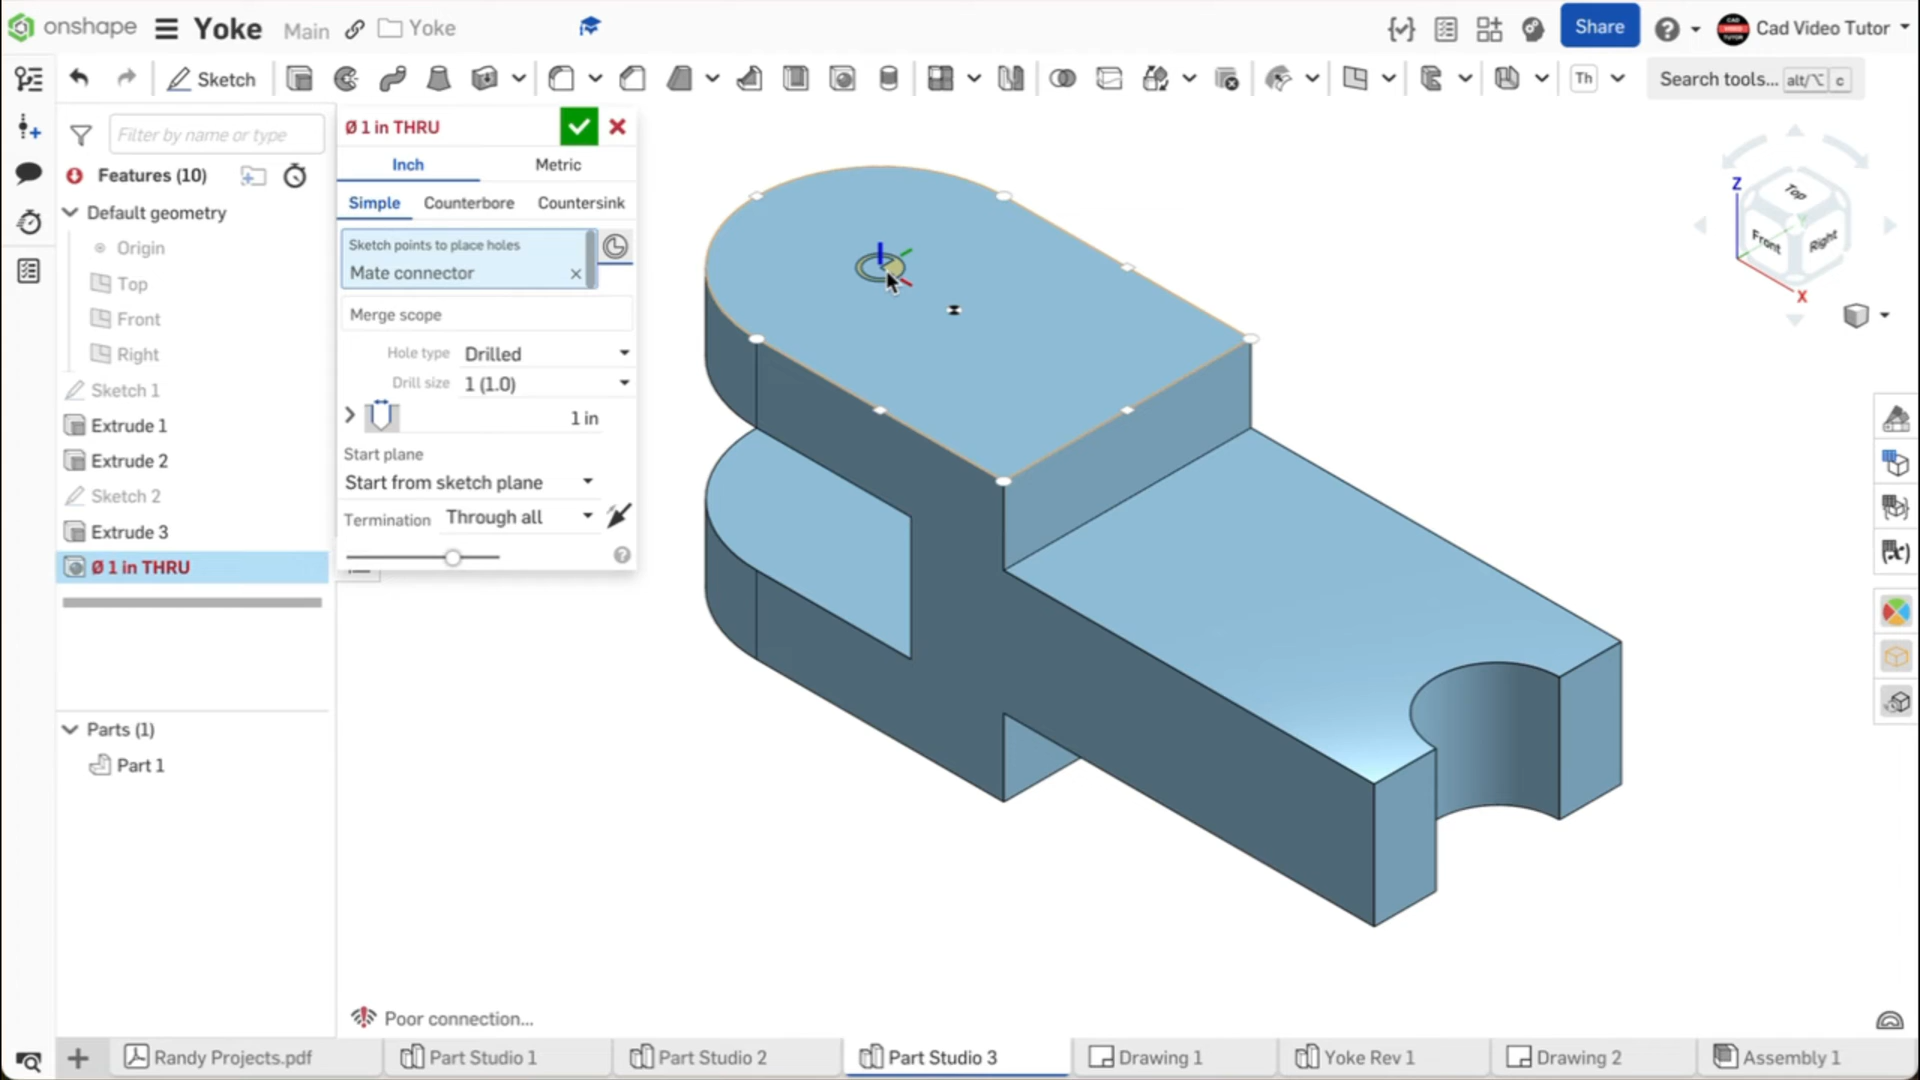 onshape Yoke Main Yoke Share Cad Video Tutor
Sketch Th Search tools... alt/⌥ c
Filter by name or type
Features (10)
Default geometry
Origin
Top
Front
Right
Sketch 1
Extrude 1
Extrude 2
Sketch 2
Extrude 3
Ø 1 in THRU
Parts (1)
Part 1
Ø 1 in THRU
Inch Metric
Simple Counterbore Countersink
Sketch points to place holes
Mate connector
Merge scope
Hole type Drilled
Drill size 1 (1.0)
1 in
Start plane
Start from sketch plane
Termination Through all
Z
Top
Front
Right
X
Poor connection...
Randy Projects.pdf Part Studio 1 Part Studio 2 Part Studio 3 Drawing 1 Yoke Rev 1 Drawing 2 Assembly 1